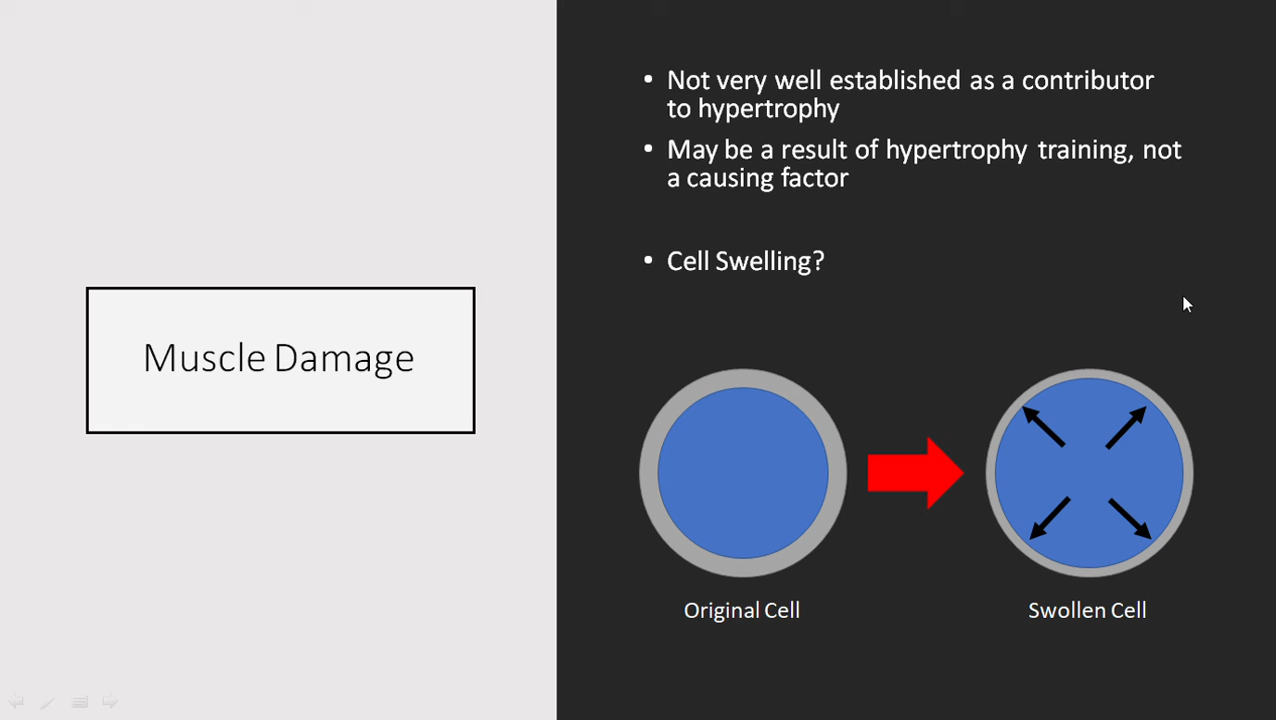 Muscle Damage
• Not very well established as a contributor
to hypertrophy
• May be a result of hypertrophy training, not
a causing factor
• Cell Swelling?
Original Cell
Swollen Cell